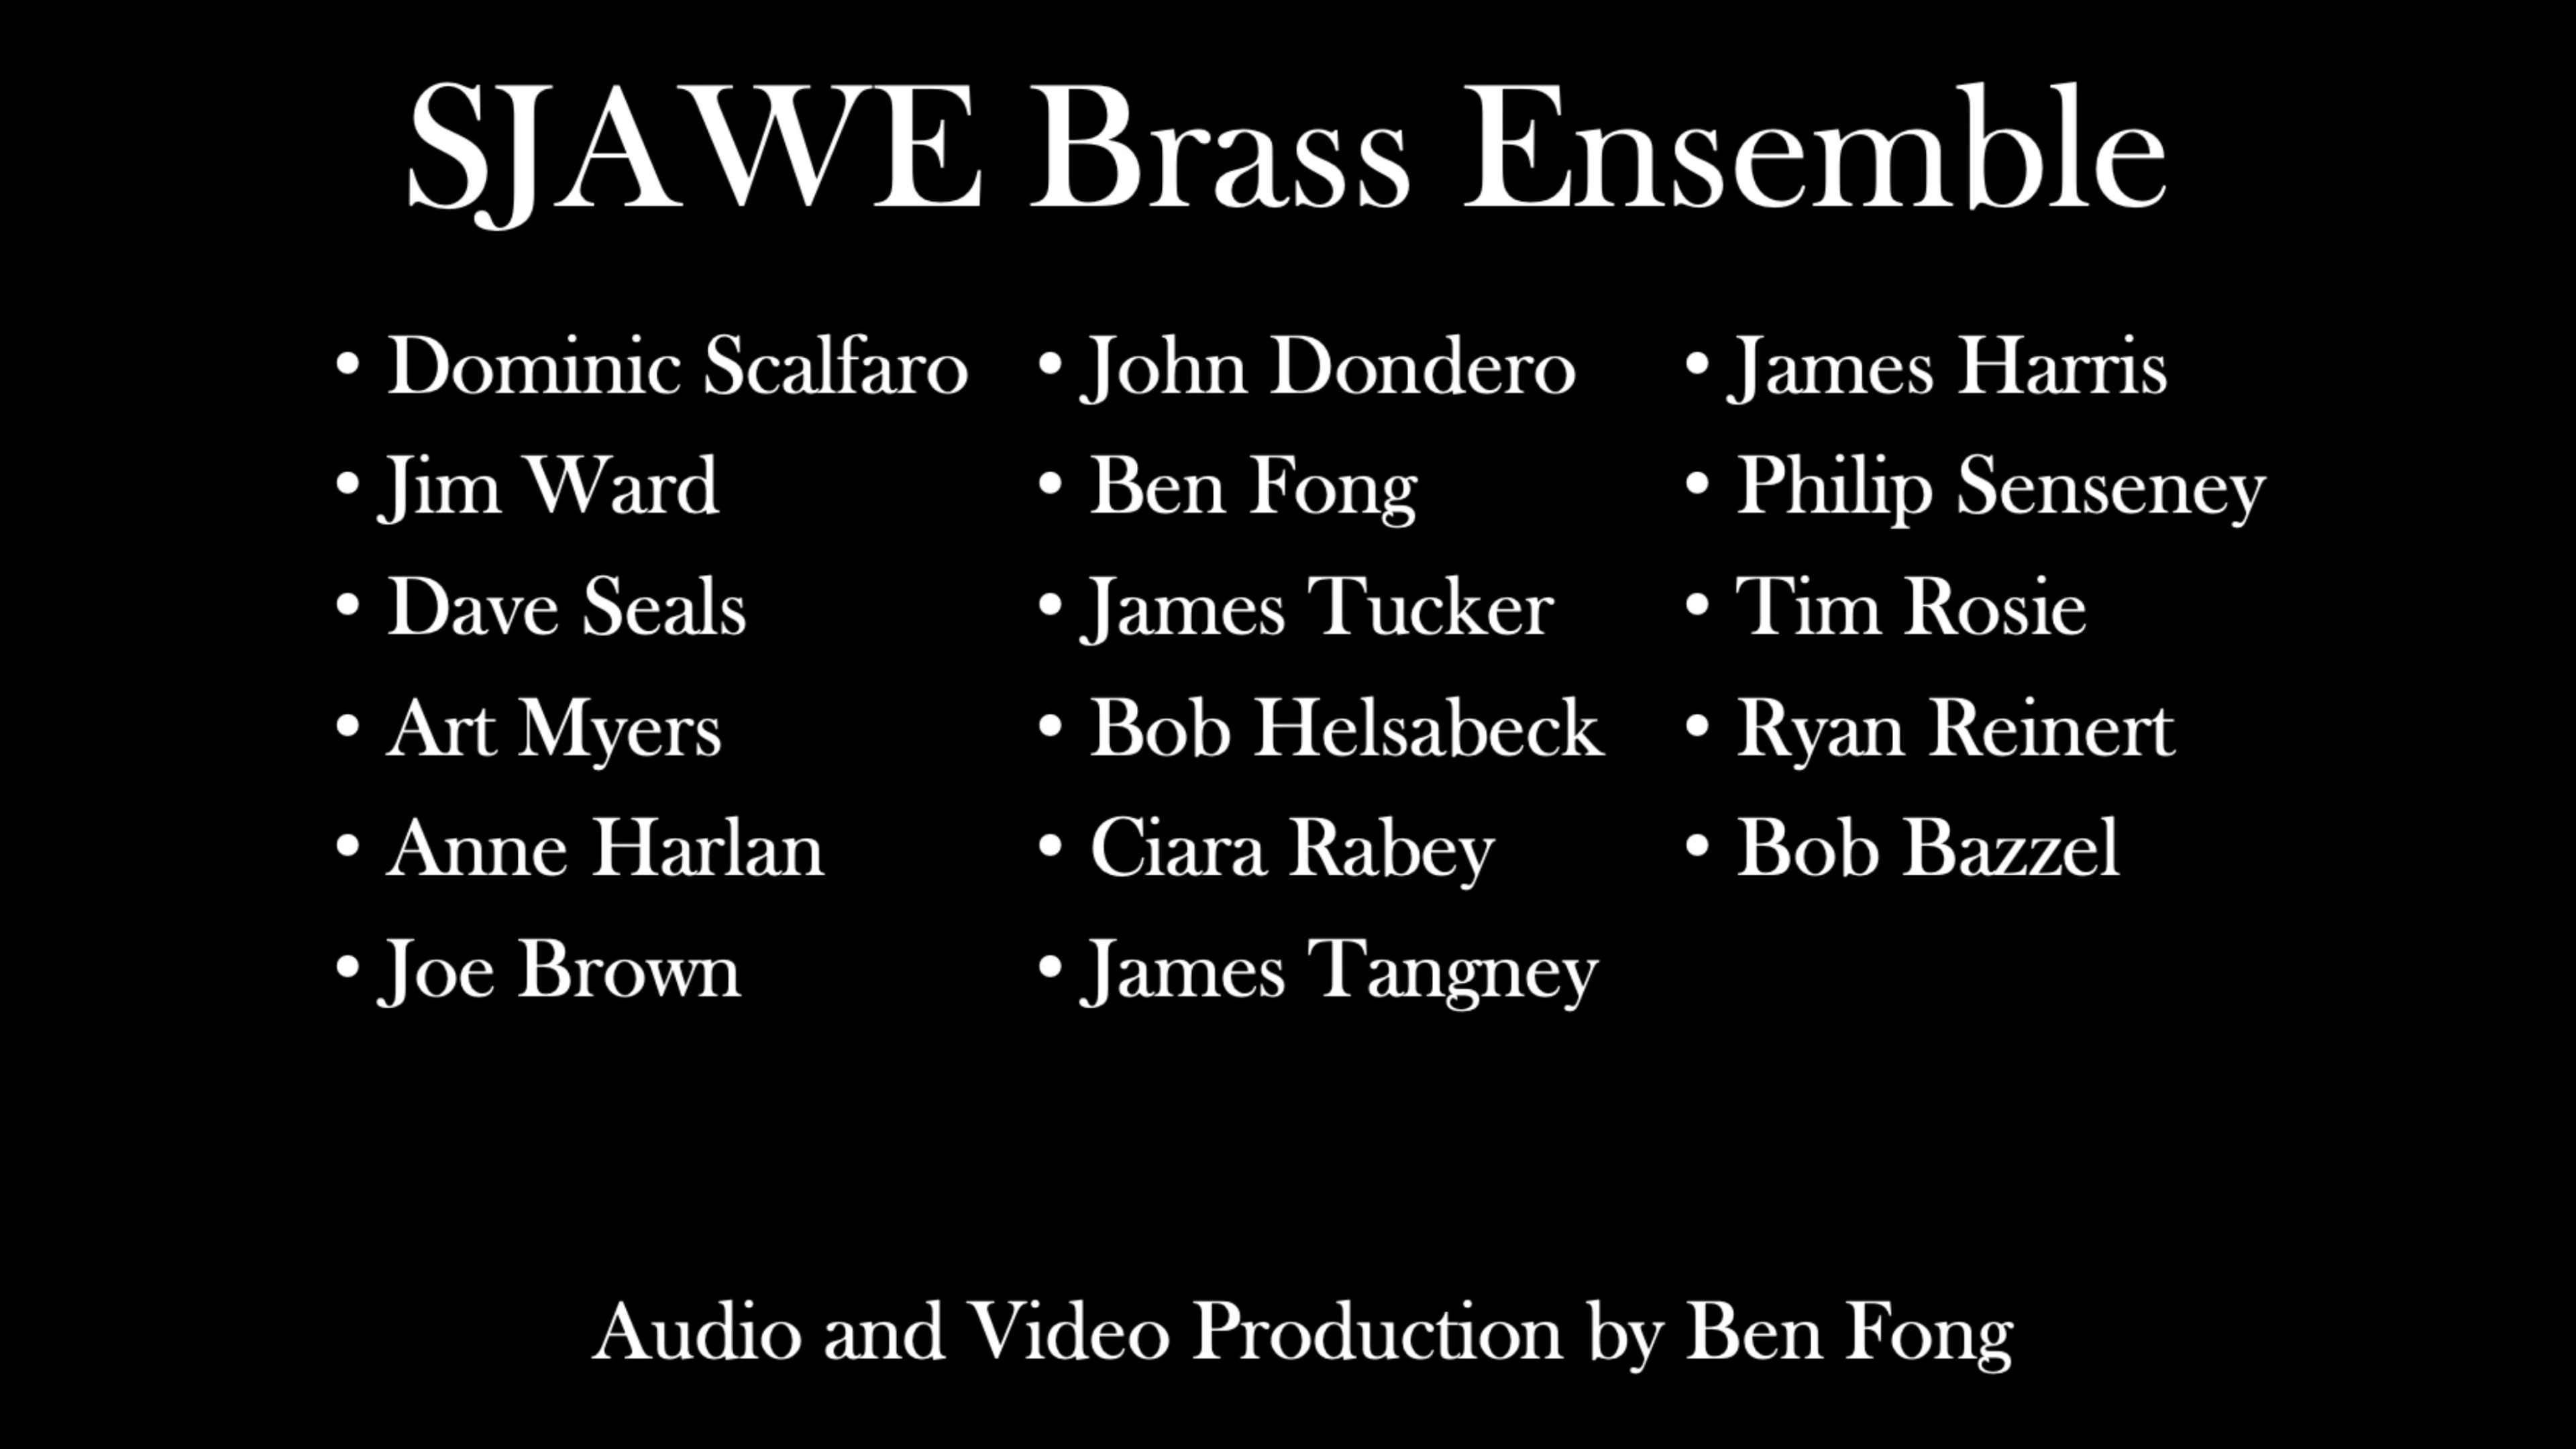 SJAWE Brass Ensemble
• Dominic Scalfaro
• Jim Ward
• Dave Seals
• Art Myers
• Anne Harlan
• Joe Brown
• John Dondero
• Ben Fong
• James Tucker
• Bob Helsabeck
• Ciara Rabey
• James Tangney
• James Harris
• Philip Senseney
• Tim Rosie
• Ryan Reinert
• Bob Bazzel
Audio and Video Production by Ben Fong